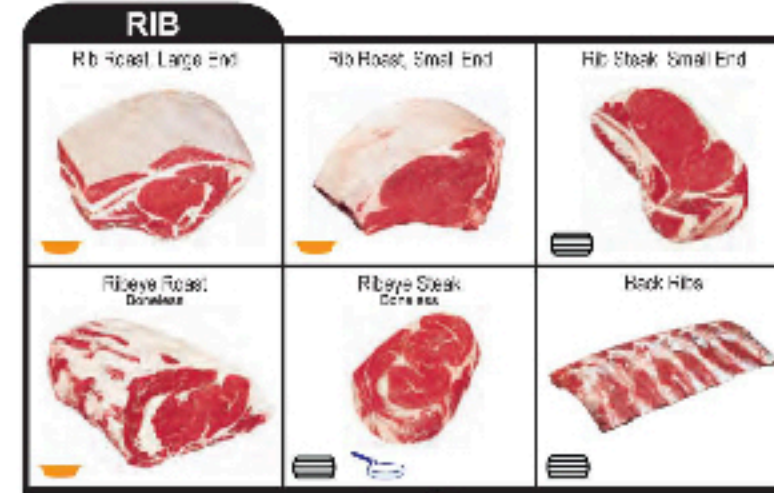 RIB
Rib Roast, Large End
Rib Roast, Small End
Rib Steak, Small End
Ribeye Roast
Boneless
Ribeye Steak
Boneless
Back Ribs